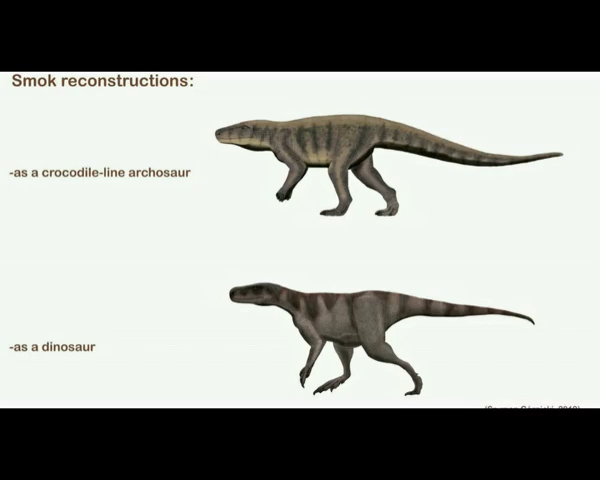 Smok reconstructions:
-as a crocodile-line archosaur
-as a dinosaur